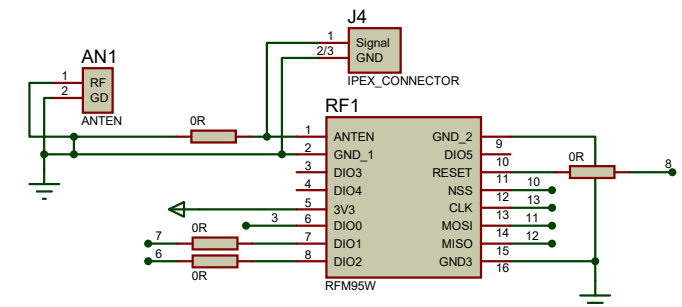 J4
1 Signal
2/3 GND
IPEX_CONNECTOR
AN1
1 RF
2 GD
ANTEN
RF1
0R
1 ANTEN GND_2 9
2 GND_1 DIO5 10
3 DIO3 RESET 11 0R 8
4 DIO4 NSS 12 10
5 3V3 CLK 13 13
3 6 DIO0 MOSI 14 11
7 0R 7 DIO1 MISO 15 12
6 0R 8 DIO2 GND3 16
RFM95W